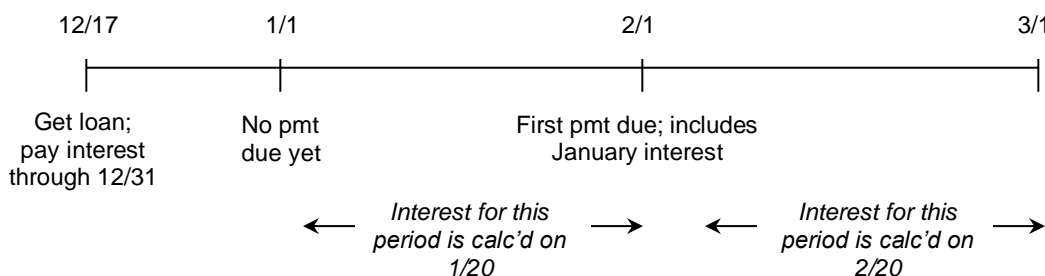 12/17 1/1 2/1 3/1
Get loan;
pay interest
through 12/31
No pmt
due yet
First pmt due; includes
January interest
Interest for this
period is calc’d on
1/20
Interest for this
period is calc’d on
2/20